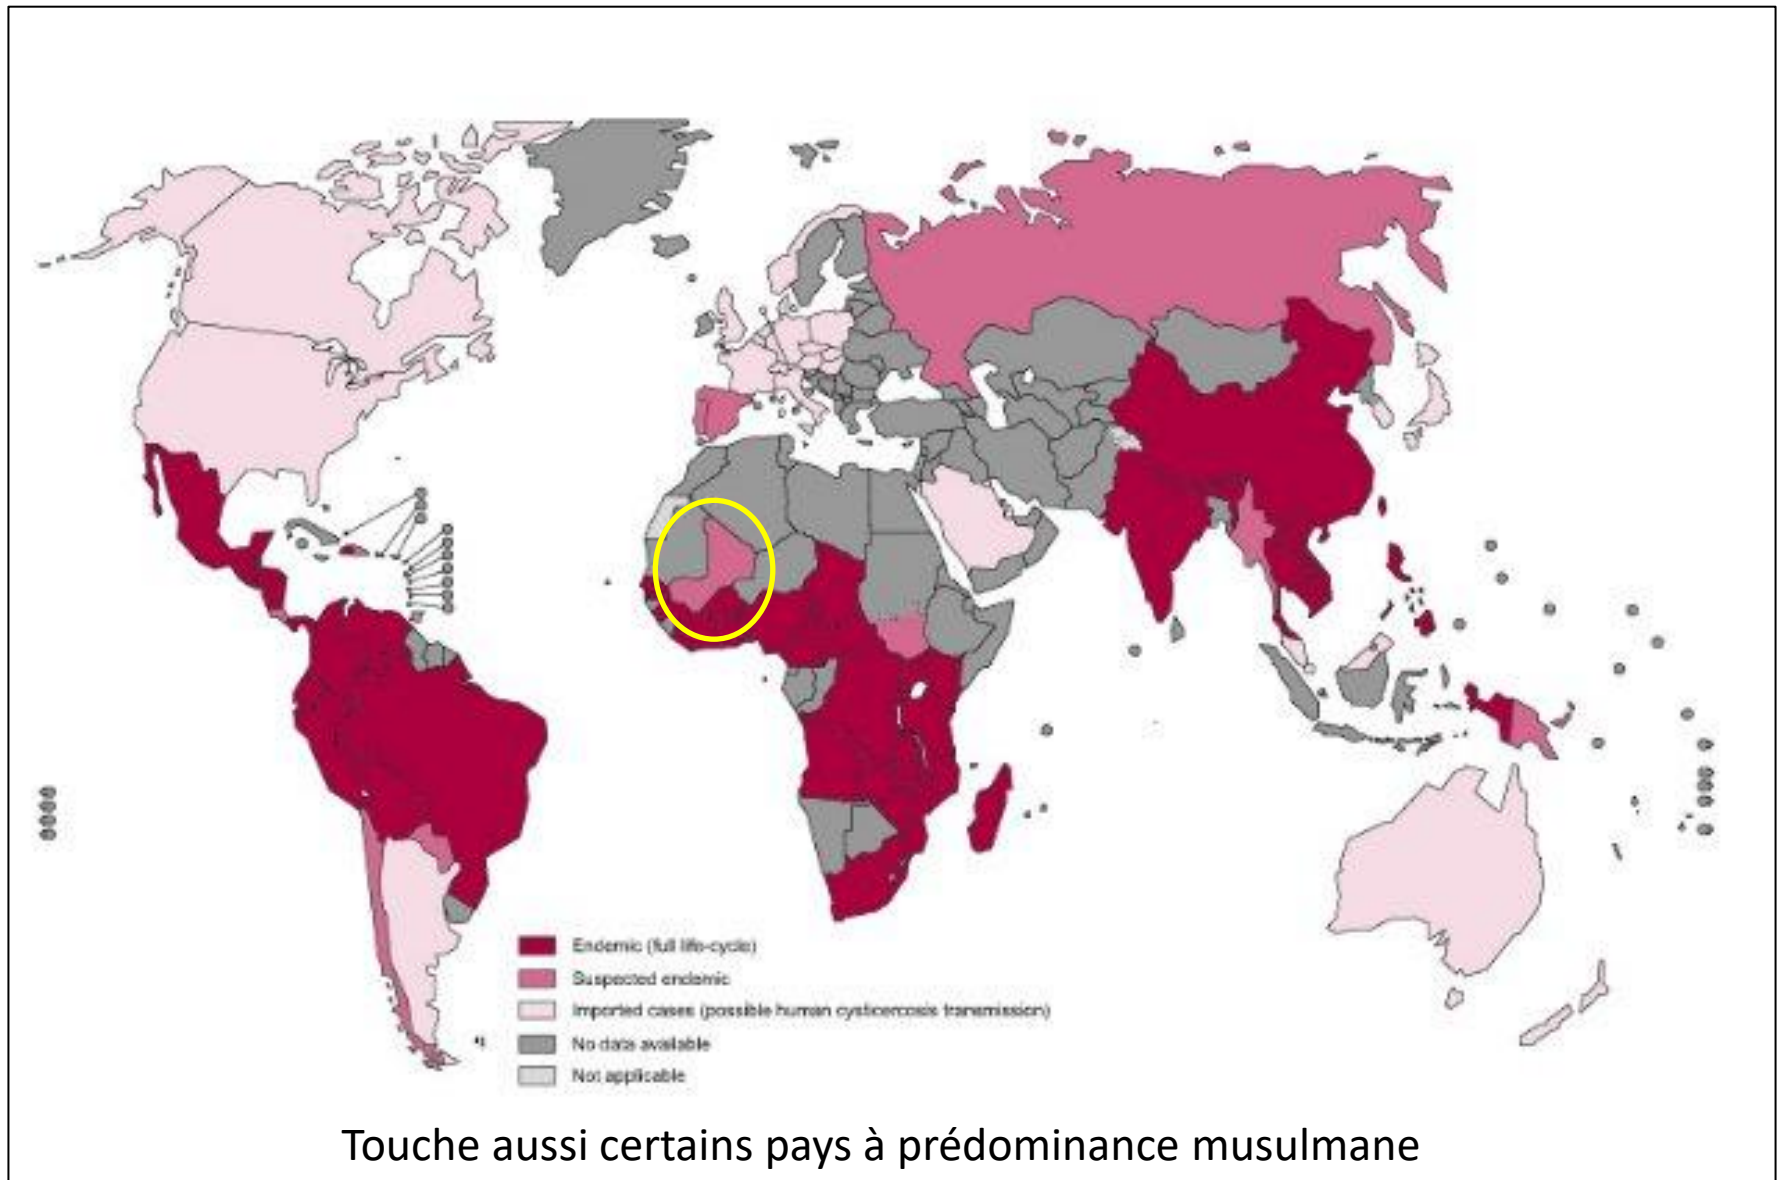 Endemic (full life-cycle)
Suspected endemic
Imported cases (possible human cysticercosis transmission)
No data available
Not applicable
Touche aussi certains pays à prédominance musulmane